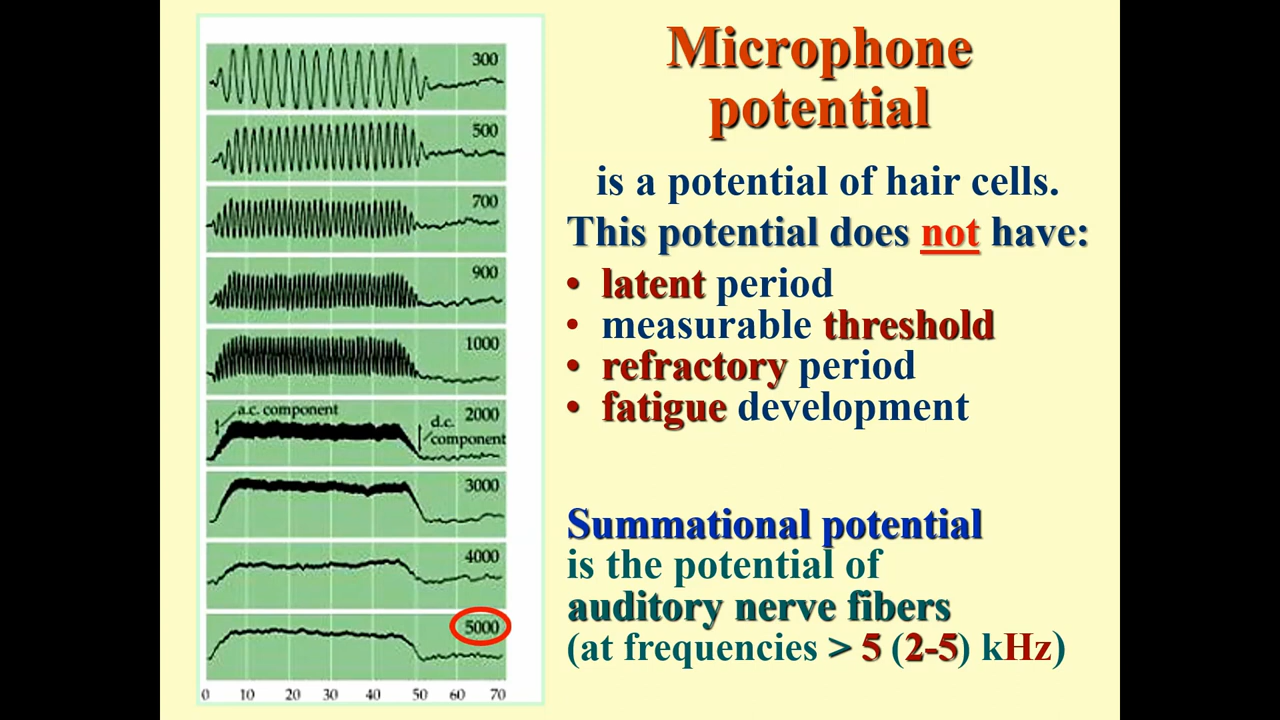 300
500
700
900
1000
a.c. component
2000
d.c.
component
3000
4000
5000
0 10 20 30 40 50 60 70
Microphone
potential
is a potential of hair cells.
This potential does not have:
• latent period
• measurable threshold
• refractory period
• fatigue development
Summational potential
is the potential of
auditory nerve fibers
(at frequencies > 5 (2-5) kHz)